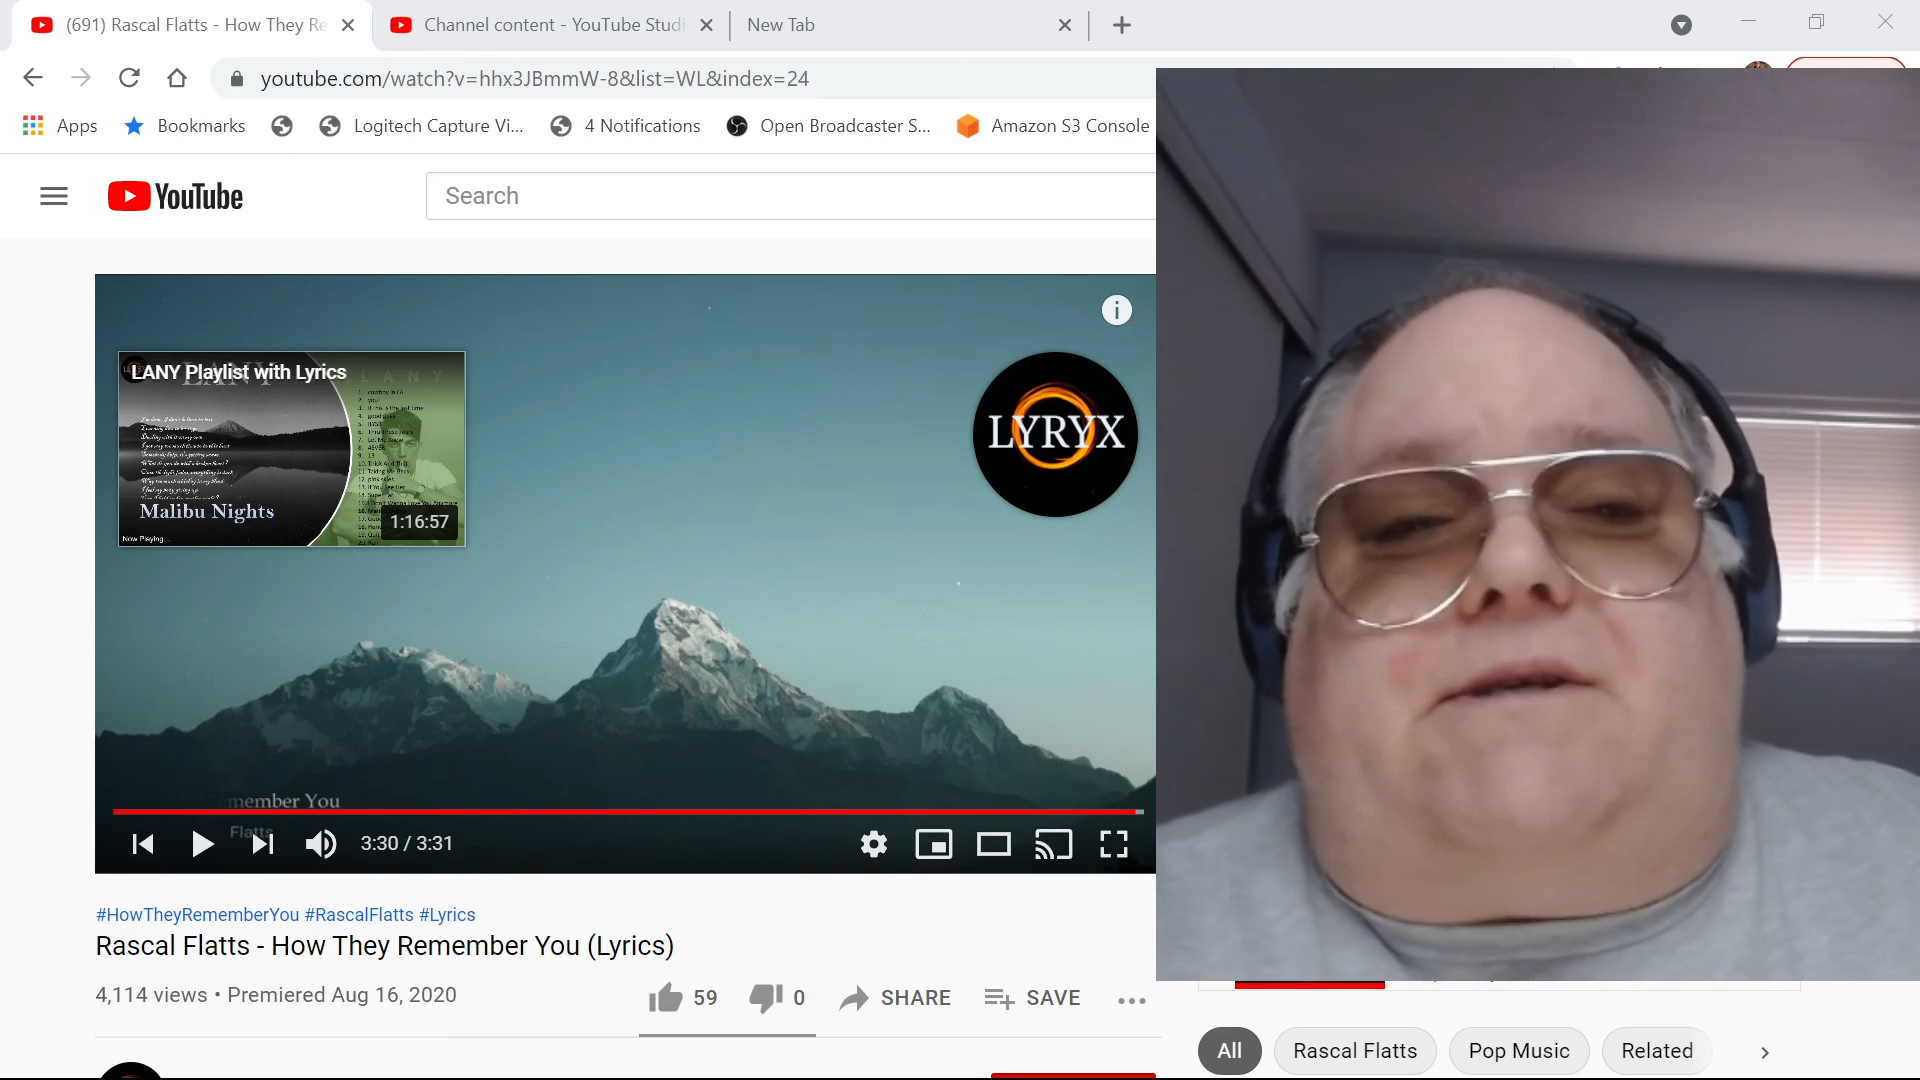 (691) Rascal Flatts - How They Re
Channel content - YouTube Studi
New Tab
youtube.com/watch?v=hhx3JBmmW-8&list=WL&index=24
Apps
Bookmarks
Logitech Capture Vi...
4 Notifications
Open Broadcaster S...
Amazon S3 Console
YouTube
Search
LANY Playlist with Lyrics
LANY
Malibu Nights
Now Playing...
1:16:57
LYRYX
member You
Flatts
3:30 / 3:31
#HowTheyRememberYou #RascalFlatts #Lyrics
Rascal Flatts - How They Remember You (Lyrics)
4,114 views • Premiered Aug 16, 2020
59
0
SHARE
SAVE
All
Rascal Flatts
Pop Music
Related